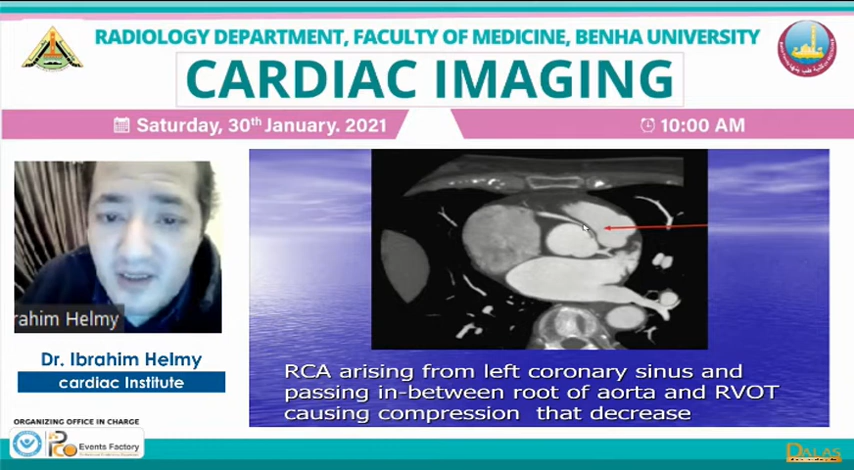 RADIOLOGY DEPARTMENT, FACULTY OF MEDICINE, BENHA UNIVERSITY
CARDIAC IMAGING
Saturday, 30th January. 2021
10:00 AM
rahim Helmy
Dr. Ibrahim Helmy
cardiac Institute
RCA arising from left coronary sinus and
passing in-between root of aorta and RVOT
causing compression that decrease
ORGANIZING OFFICE IN CHARGE
PCO Events Factory
DALAS